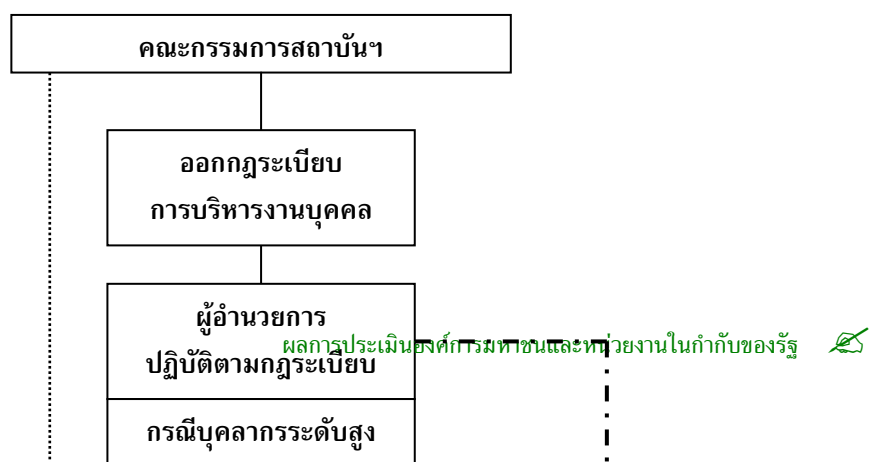 คณะกรรมการสถาบันฯ
ออกกฎระเบียบ
การบริหารงานบุคคล
ผู้อำนวยการ
ผลการประเมินองค์การมหาชนและหน่วยงานในกำกับของรัฐ
ปฏิบัติตามกฎระเบียบ
กรณีบุคลากรระดับสูง